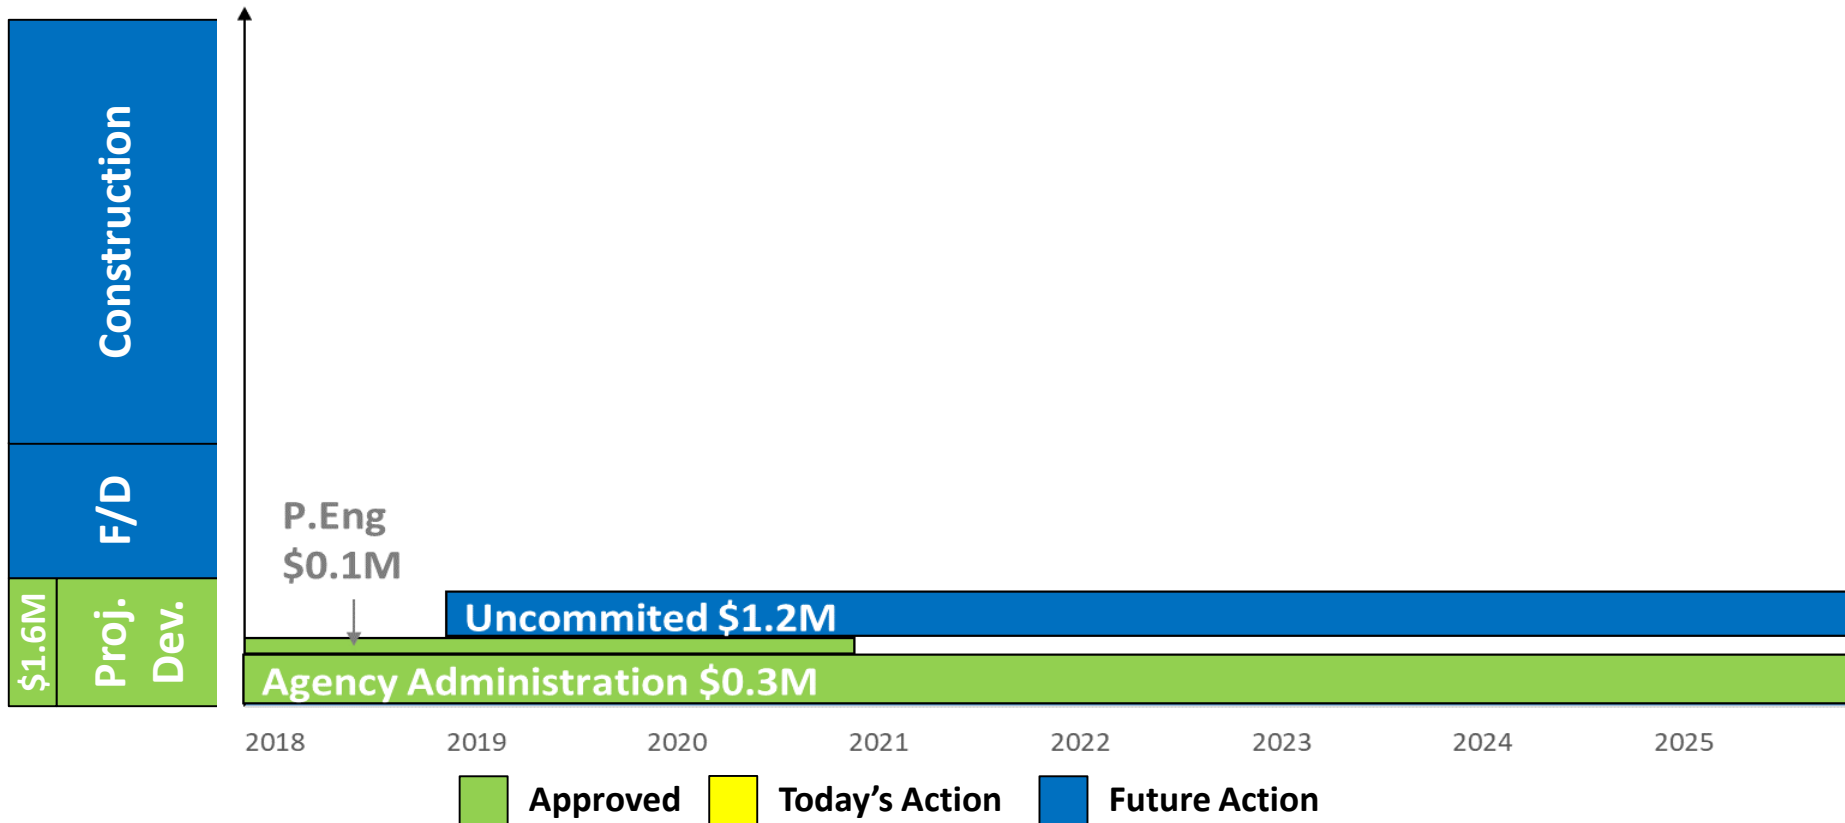 Construction
F/D
$1.6M
Proj.
Dev.
P.Eng
$0.1M
Uncommited $1.2M
Agency Administration $0.3M
2018 2019 2020 2021 2022 2023 2024 2025
Approved Today’s Action Future Action